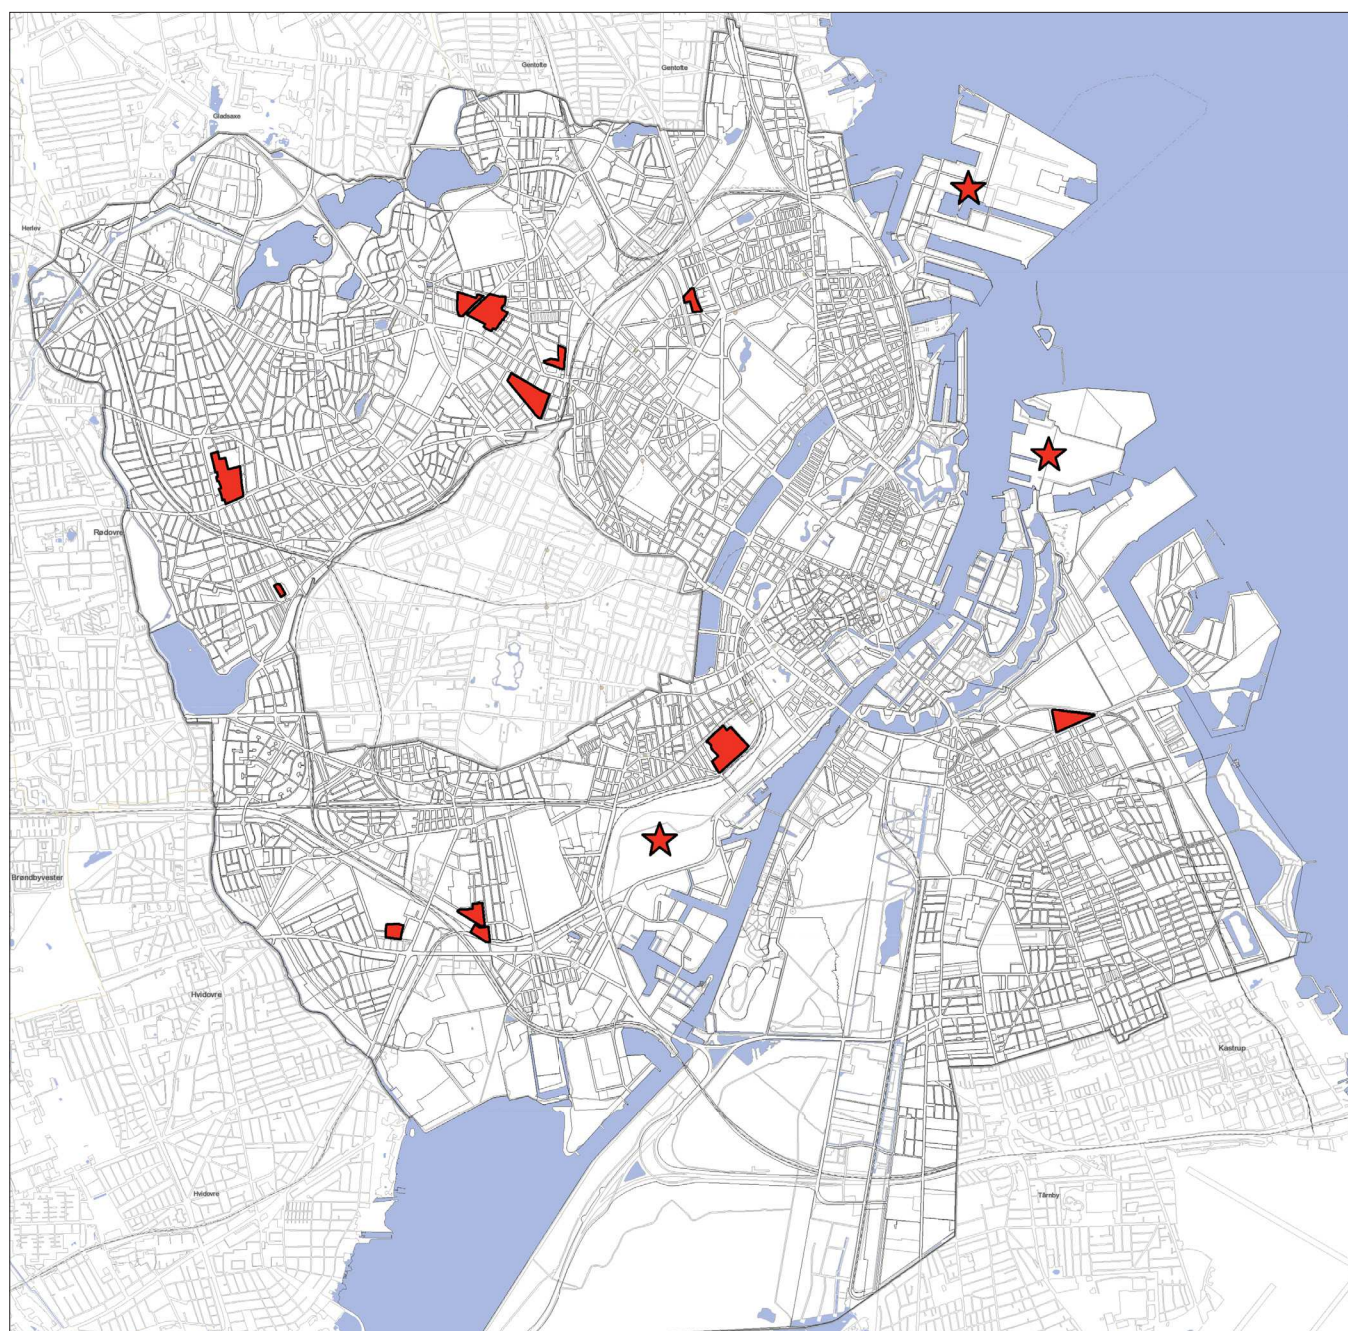 Gentofte
Gentofte
Gladsaxe
Herlev
Rødovre
Brøndbyvester
Hvidovre
Kastrup
Hvidovre
Tårnby